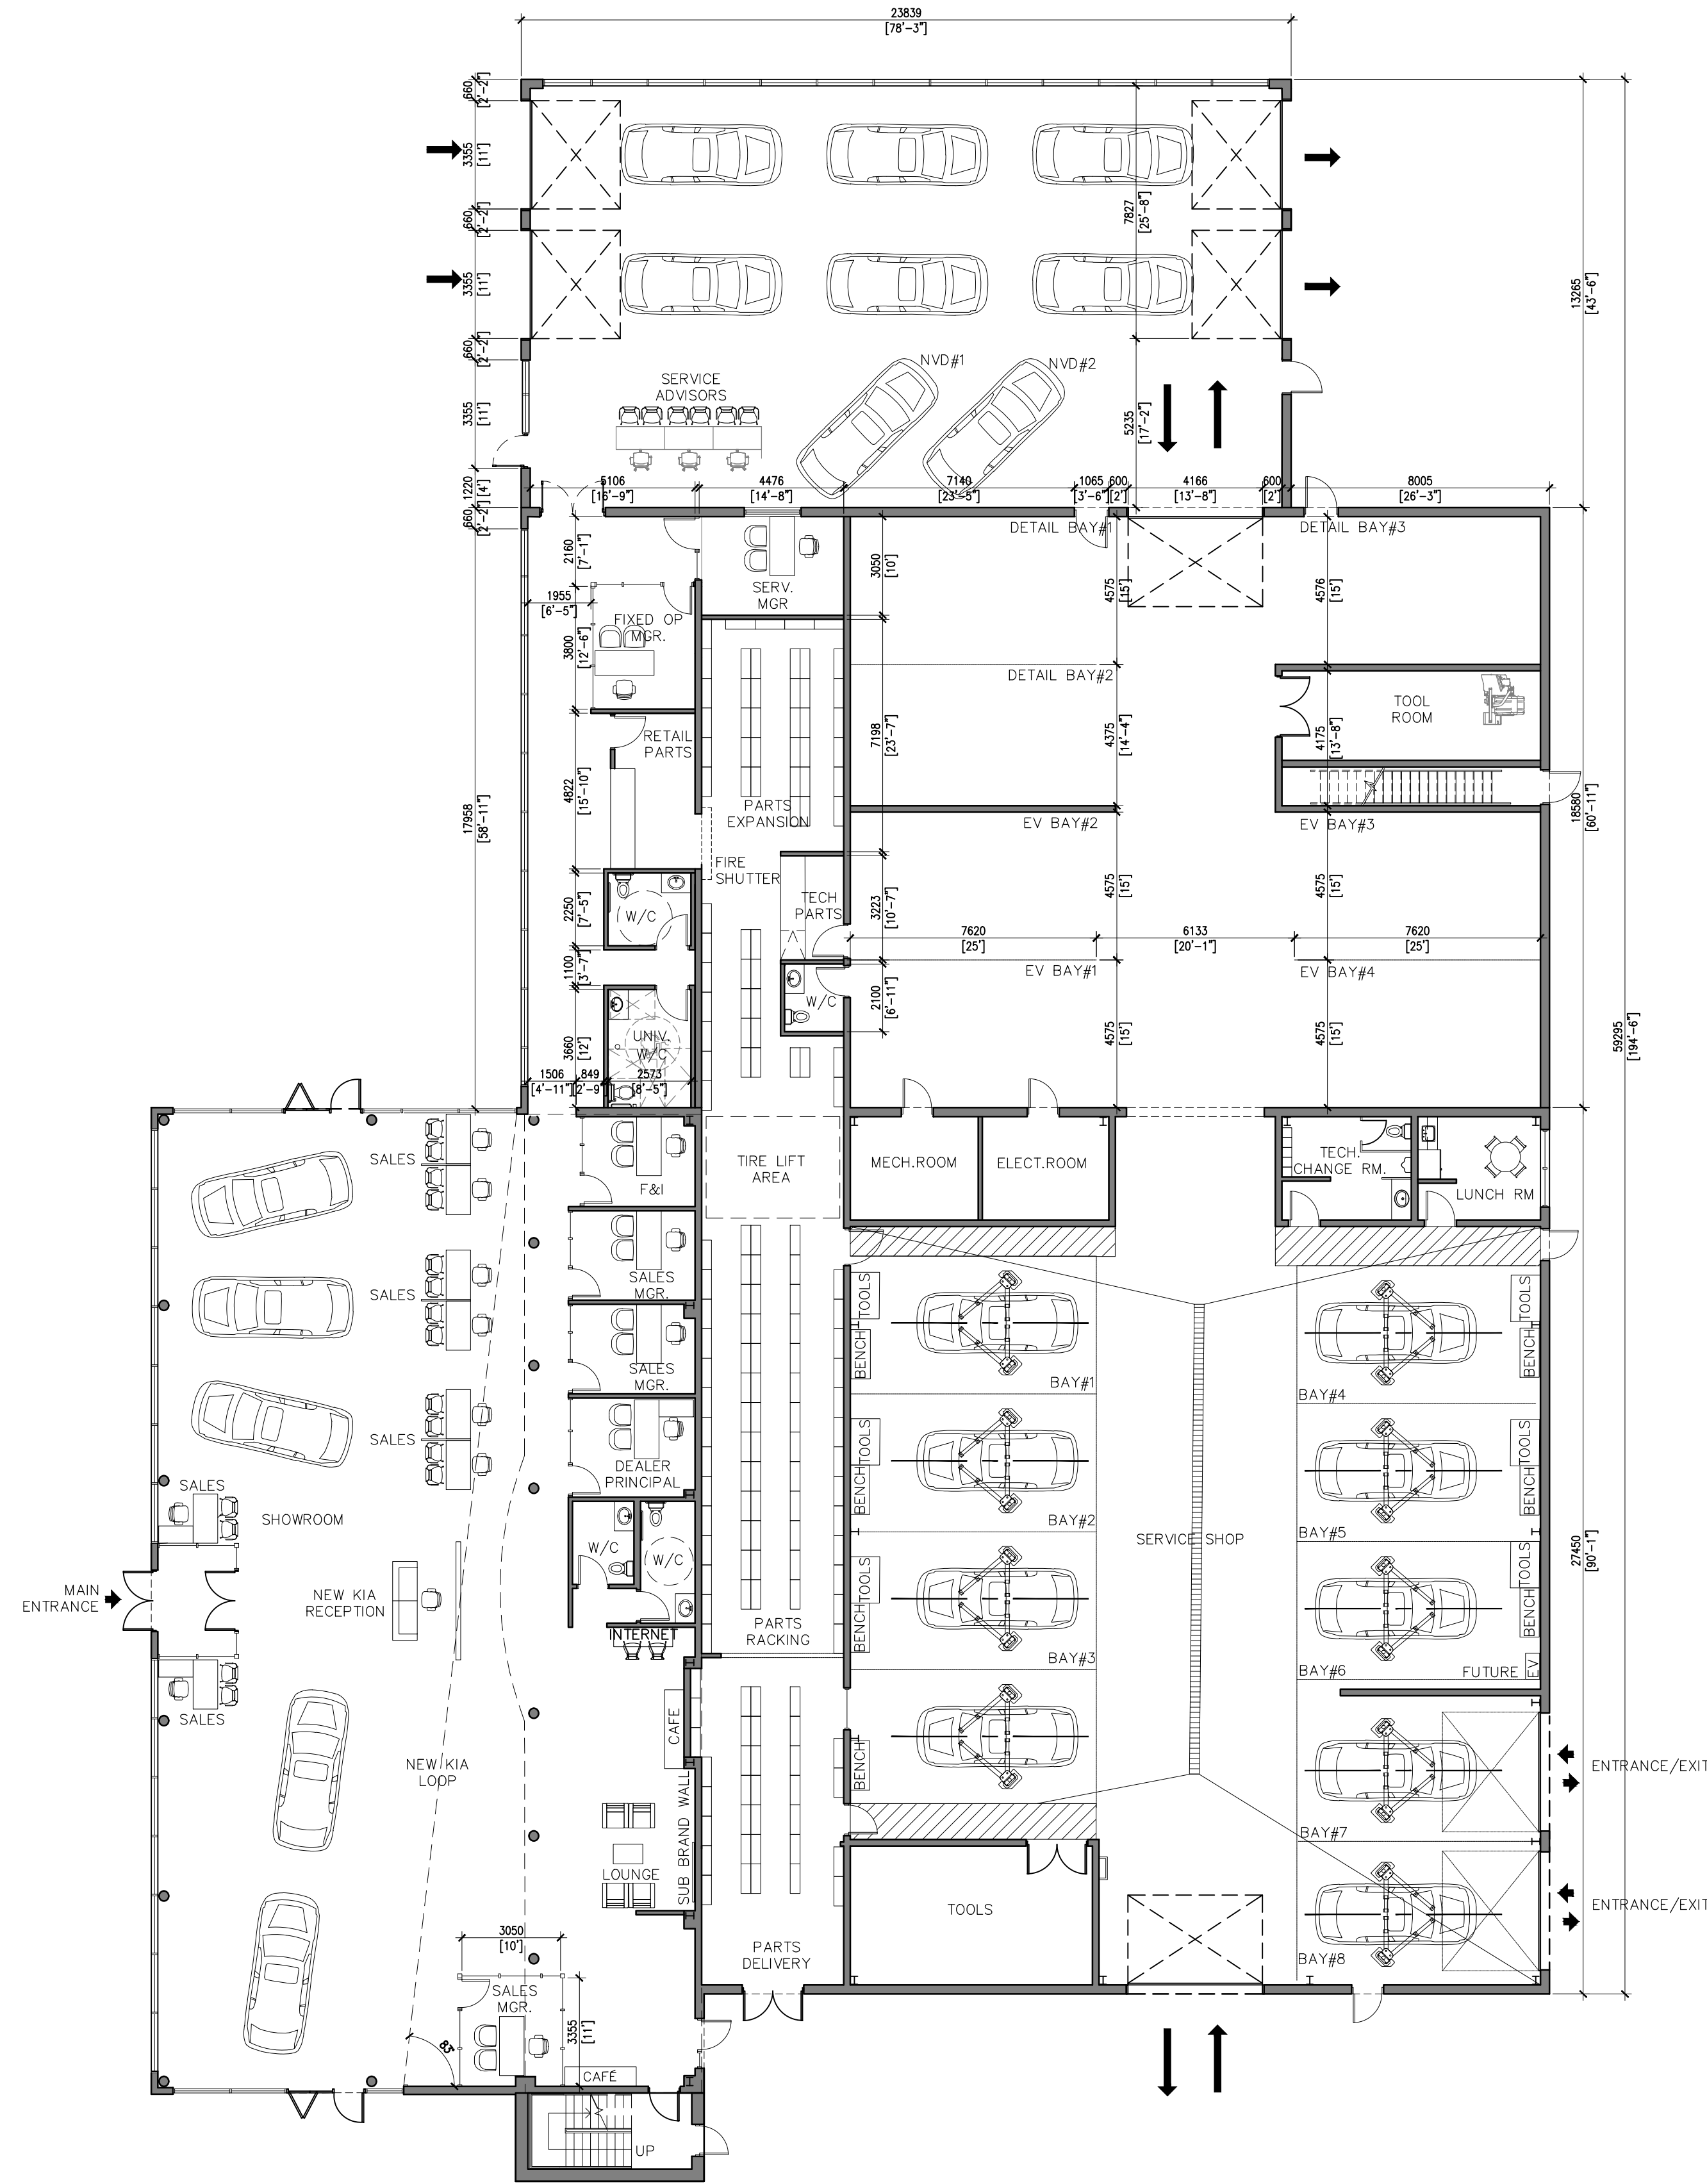 23839
[78'-3"]
660
[2'-2"]
3355
[11']
660
[2'-2"]
3355
[11']
660
[2'-2"]
3355
[11']
1220
[4']
660
[2'-2"]
17958
[58'-11"]
7827
[25'-8"]
5235
[17'-2"]
13265
[43'-6"]
18580
[60'-11"]
59295
[194'-6"]
27450
[90'-1"]
NVD#1
NVD#2
SERVICE
ADVISORS
5106
[16'-9"]
4476
[14'-8"]
7140
[23'-5"]
1065
[3'-6"]
600
[2']
4166
[13'-8"]
600
[2']
8005
[26'-3"]
DETAIL BAY#1
DETAIL BAY#3
2160
[7'-1"]
3050
[10']
4575
[15']
4576
[15']
SERV.
MGR
1955
[6'-5"]
FIXED OP
MGR.
3800
[12'-6"]
DETAIL BAY#2
TOOL
ROOM
RETAIL
PARTS
7198
[23'-7"]
4375
[14'-4"]
4175
[13'-8"]
4822
[15'-10"]
PARTS
EXPANSION
EV BAY#2
EV BAY#3
FIRE
SHUTTER
TECH
PARTS
2250
[7'-5"]
W/C
3223
[10'-7"]
4575
[15']
4575
[15']
7620
[25']
6133
[20'-1"]
7620
[25']
1100
[3'-7"]
EV BAY#1
EV BAY#4
W/C
2100
[6'-11"]
3660
[12']
UNIV.
W/C
4575
[15']
4575
[15']
1506
[4'-11"]
849
[2'-9"]
2573
[8'-5"]
SALES
F&I
TIRE LIFT
AREA
MECH.ROOM
ELECT.ROOM
TECH.
CHANGE RM.
LUNCH RM
SALES
SALES
MGR.
TOOLS
BENCH
TOOLS
BENCH
SALES
MGR.
BAY#1
BAY#4
SALES
DEALER
PRINCIPAL
TOOLS
BENCH
TOOLS
BENCH
SALES
SHOWROOM
BAY#2
SERVICE SHOP
BAY#5
W/C
W/C
TOOLS
BENCH
TOOLS
BENCH
MAIN
ENTRANCE
NEW KIA
RECEPTION
INTERNET
PARTS
RACKING
BAY#3
BAY#6
FUTURE
EV
SALES
CAFE
BENCH
NEW KIA
LOOP
ENTRANCE/EXIT
SUB BRAND WALL
BAY#7
LOUNGE
TOOLS
ENTRANCE/EXIT
3050
[10']
PARTS
DELIVERY
BAY#8
SALES
MGR.
3355
[11']
83°
CAFÉ
UP